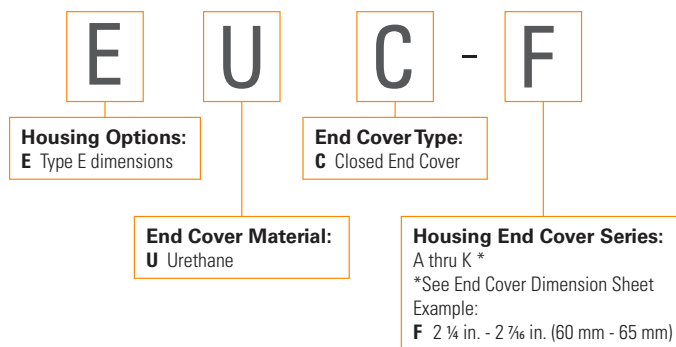 E U C - F
Housing Options:
E Type E dimensions
End Cover Type:
C Closed End Cover
End Cover Material:
U Urethane
Housing End Cover Series:
A thru K *
*See End Cover Dimension Sheet
Example:
F 2 ¼ in. - 2 ⁷⁄₁₆ in. (60 mm - 65 mm)